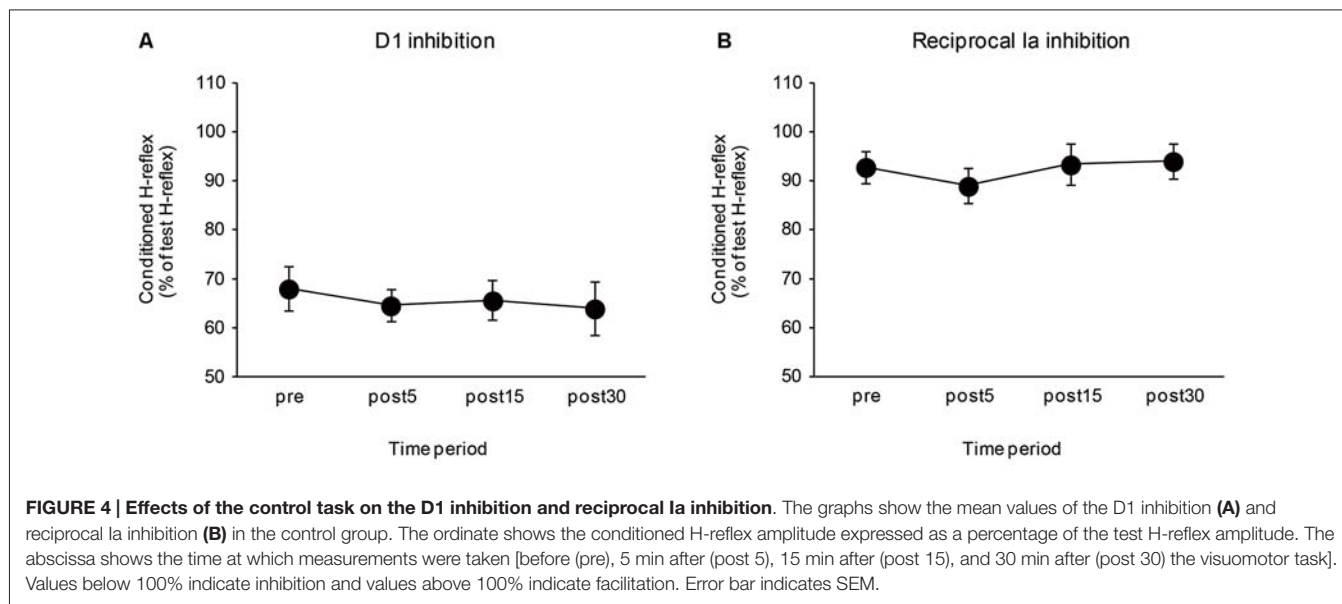 A D1 inhibition
Conditioned H-reflex
(% of test H-reflex)
110
100
90
80
70
60
50
pre post5 post15 post30
Time period
B Reciprocal Ia inhibition
Conditioned H-reflex
(% of test H-reflex)
110
100
90
80
70
60
50
pre post5 post15 post30
Time period
FIGURE 4 | Effects of the control task on the D1 inhibition and reciprocal Ia inhibition. The graphs show the mean values of the D1 inhibition (A) and
reciprocal Ia inhibition (B) in the control group. The ordinate shows the conditioned H-reflex amplitude expressed as a percentage of the test H-reflex amplitude. The
abscissa shows the time at which measurements were taken [before (pre), 5 min after (post 5), 15 min after (post 15), and 30 min after (post 30) the visuomotor task].
Values below 100% indicate inhibition and values above 100% indicate facilitation. Error bar indicates SEM.